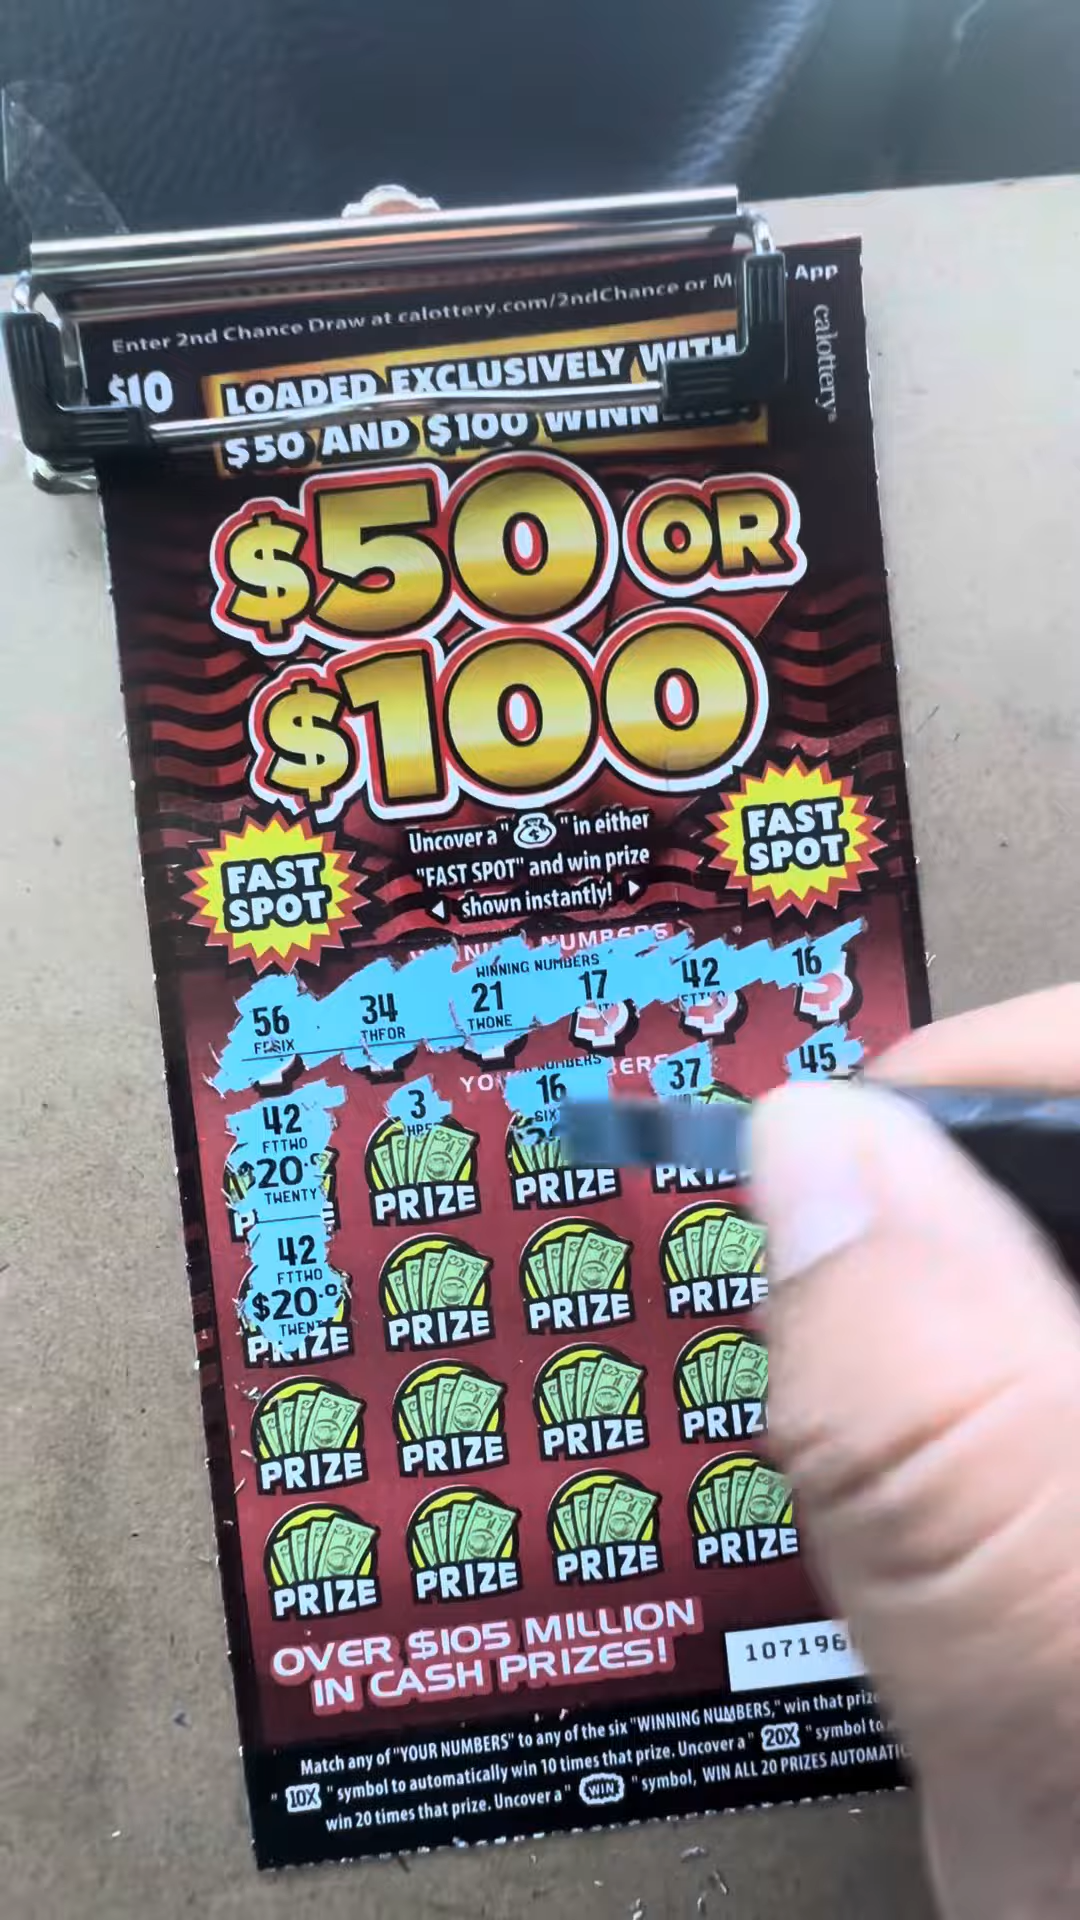 Enter 2nd Chance Draw at calottery.com/2ndChance or App
calottery
$10
LOADED EXCLUSIVELY WITH
$50 AND $100
$50 OR
$100
FAST
SPOT
Uncover a " " in either
"FAST SPOT" and win prize
shown instantly!
FAST
SPOT
NUMBERS
WINNING NUMBERS
56 34 21 17 42 16
THFOR TWONE
42 3 16 37 45
FTTWO
SIX
$20.
TWENTY
PRIZE PRIZE
42
FTTWO
$20.0
PRIZE PRIZE PRIZE PRIZE
PRIZE PRIZE PRIZE
PRIZE PRIZE PRIZE PRIZE
OVER $105 MILLION
IN CASH PRIZES!
107196
Match any of "YOUR NUMBERS" to any of the six "WINNING NUMBERS," win that prize
" 10X " symbol to automatically win 10 times that prize. Uncover a " 20X " symbol to
win 20 times that prize. Uncover a " WIN " symbol, WIN ALL 20 PRIZES